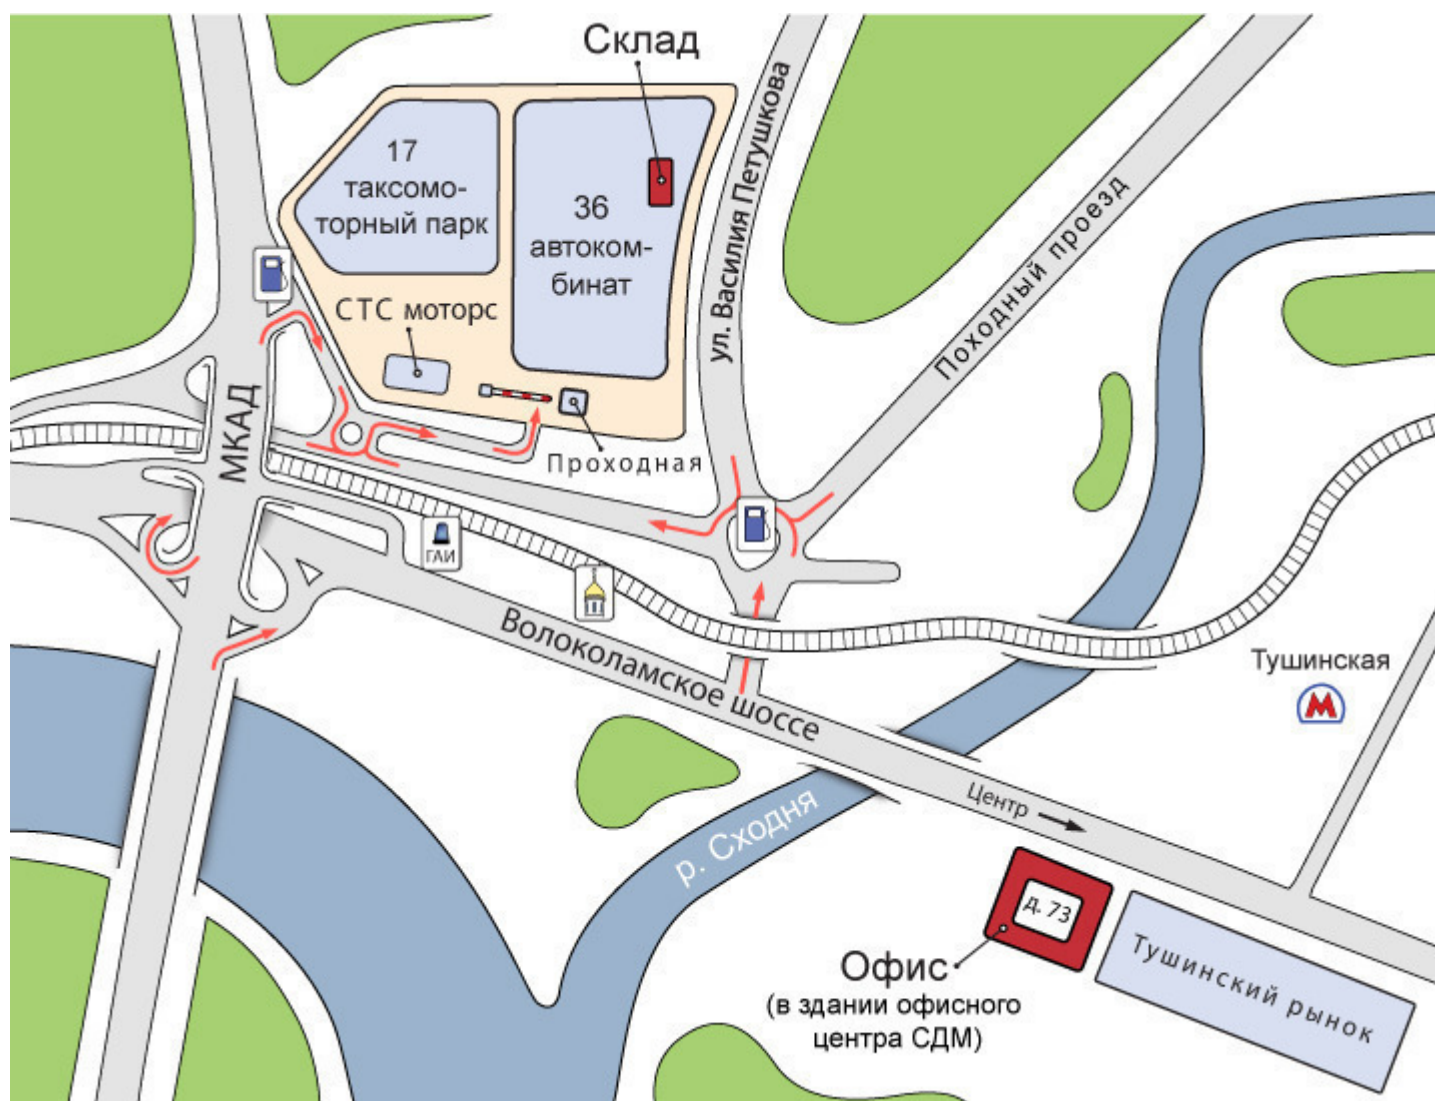 Склад
17
таксомо-
торный парк
36
автоком-
бинат
ул. Василия Петушкова
Походный проезд
СТС моторс
МКАД
Проходная
ГАИ
Волоколамское шоссе
Тушинская
М
Центр
р. Сходня
д. 73
Офис
(в здании офисного
центра СДМ)
Тушинский рынок